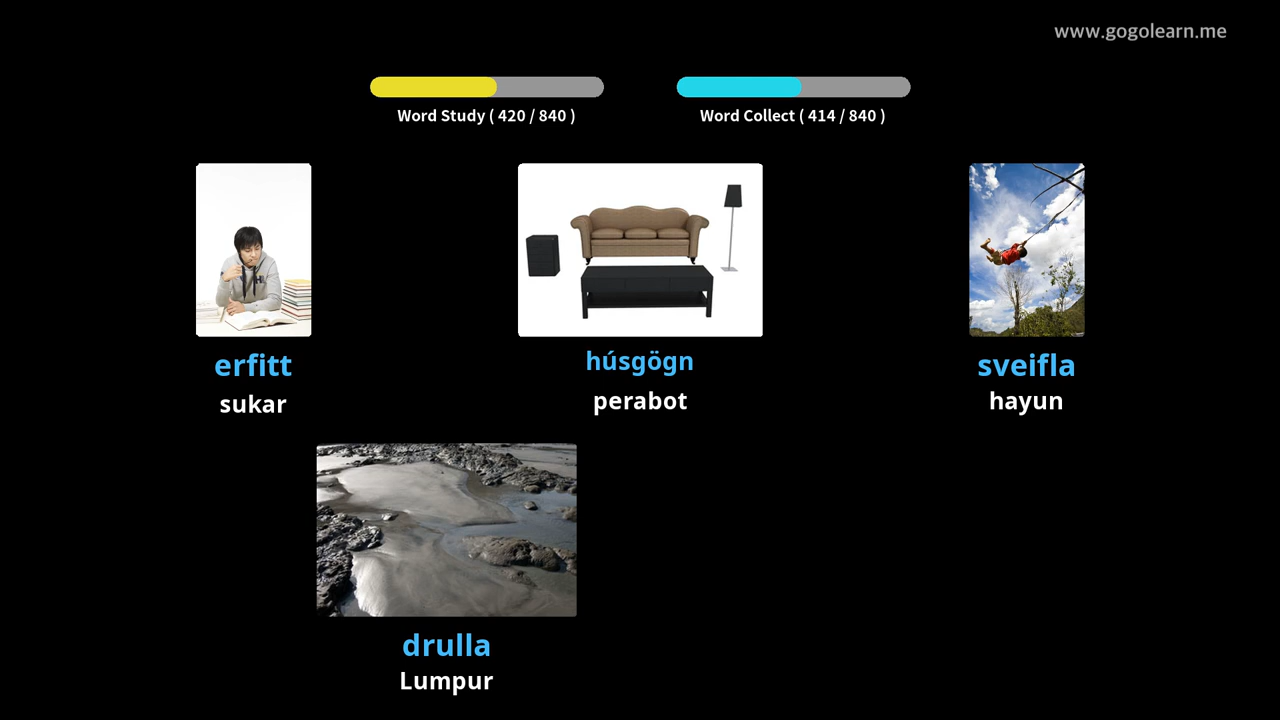 www.gogolearn.me
Word Study ( 420 / 840 )
Word Collect ( 414 / 840 )
erfitt
sukar
húsgögn
perabot
sveifla
hayun
drulla
Lumpur